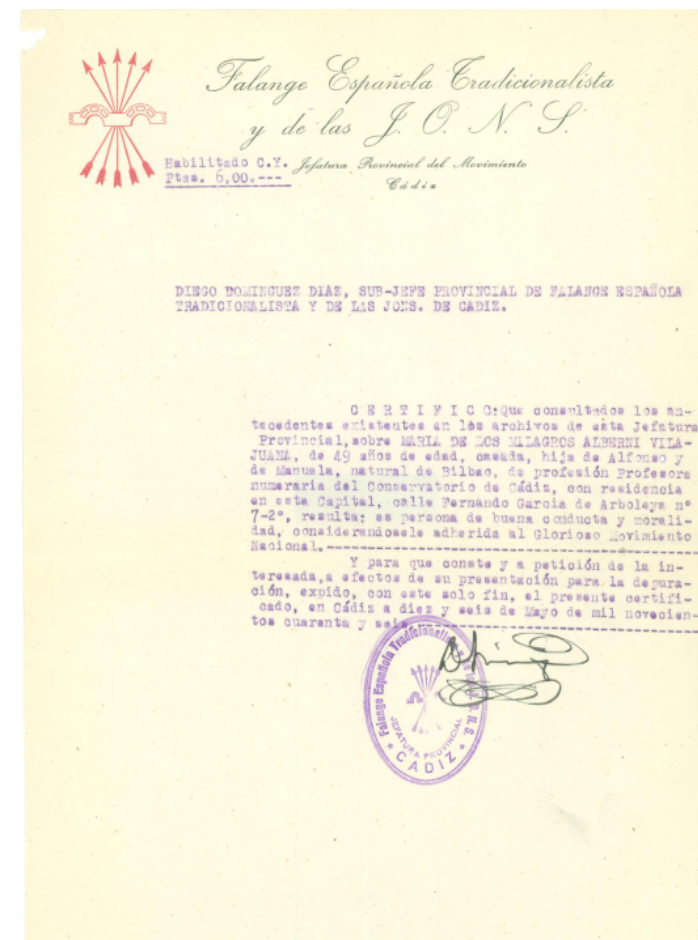 Falange Española Tradicionalista
y de las J. O. N. S.
Jefatura Provincial del Movimiento
Cádiz
Habilitado C.Y.
Ptas. 6,00.---
DIEGO DOMINGUEZ DIAZ, SUB-JEFE PROVINCIAL DE FALANGE ESPAÑOLA
TRADICIONALISTA Y DE LAS JONS. DE CADIZ.
C E R T I F I C O:Que consultados los an-
tecedentes existentes en lòs archivos de esta Jefatura
Provincial,sobre MARIA DE LOS MILAGROS ALBERNI VILA-
JUANA, de 49 años de edad, casada, hija de Alfonso y
de Manuela, natural de Bilbao, de profesión Profesora
numeraria del Conservatorio de Cádiz, con residencia
en esta Capital, calle Fernando García de Arboleya nº
7-2º, resulta: es persona de buena conducta y morali-
dad, considerandosele adherida al Glorioso Movimiento
Nacional.-----------------------------------------
Y para que conste y a petición de la in-
teresada,a efectos de su presentación para la depura-
ción, expido, con este solo fin, el presente certifi-
cado, en Cádiz a diez y seis de Mayo de mil novecien-
tos cuarenta y seis.------------------------------
Falange Española Tradicionalista J.O.N.S.
JEFATURA PROVINCIAL
* CADIZ *